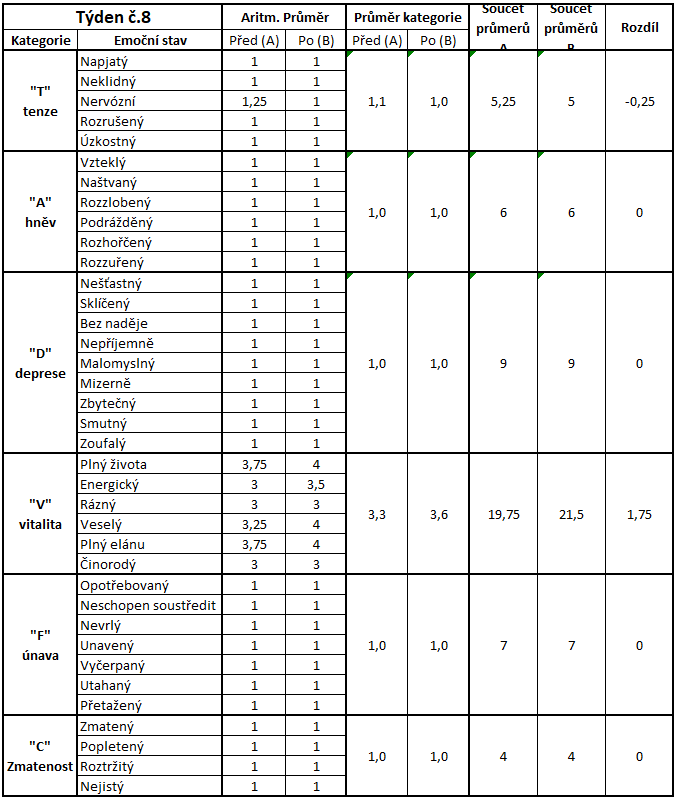 Týden č.8 Aritm. Průměr Průměr kategorie Součet průmerů A Součet průměrů B Rozdíl
Kategorie Emoční stav Před (A) Po (B) Před (A) Po (B)
"T" tenze 1,1 1,0 5,25 5 -0,25
Napjatý 1 1
Neklidný 1 1
Nervózní 1,25 1
Rozrušený 1 1
Úzkostný 1 1
"A" hněv 1,0 1,0 6 6 0
Vzteklý 1 1
Naštvaný 1 1
Rozzlobený 1 1
Podrážděný 1 1
Rozhořčený 1 1
Rozzuřený 1 1
"D" deprese 1,0 1,0 9 9 0
Nešťastný 1 1
Sklíčený 1 1
Bez naděje 1 1
Nepříjemně 1 1
Malomyslný 1 1
Mizerně 1 1
Zbytečný 1 1
Smutný 1 1
Zoufalý 1 1
"V" vitalita 3,3 3,6 19,75 21,5 1,75
Plný života 3,75 4
Energický 3 3,5
Rázný 3 3
Veselý 3,25 4
Plný elánu 3,75 4
Činorodý 3 3
"F" únava 1,0 1,0 7 7 0
Opotřebovaný 1 1
Neschopen soustředit 1 1
Nevrlý 1 1
Unavený 1 1
Vyčerpaný 1 1
Utahaný 1 1
Přetažený 1 1
"C" Zmatenost 1,0 1,0 4 4 0
Zmatený 1 1
Popletený 1 1
Roztržitý 1 1
Nejistý 1 1